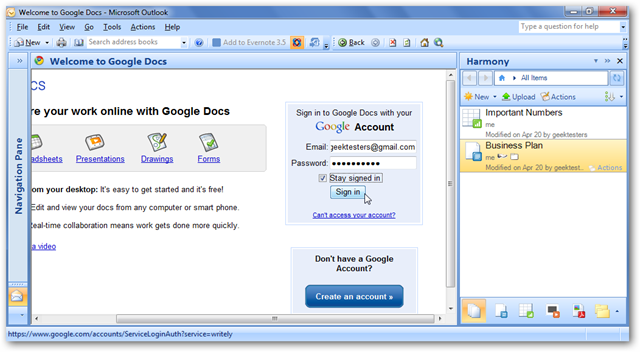 Welcome to Google Docs - Microsoft Outlook
File Edit View Go Tools Actions Help
Type a question for help
New
Search address books
Add to Evernote 3.5
Back
Welcome to Google Docs
Harmony
All Items
New Upload Actions
Navigation Pane
CS
re your work online with Google Docs
adsheets Presentations Drawings Forms
om your desktop: It's easy to get started and it's free!
Edit and view your docs from any computer or smart phone.
Real-time collaboration means work gets done more quickly.
a video
Sign in to Google Docs with your
Google Account
Email: jeektesters@gmail.com
Password:
Stay signed in
Sign in
Can't access your account?
Don't have a Google
Account?
Create an account »
Important Numbers
me
Modified on Apr 20 by geektesters
Business Plan
me
Modified on Apr 20 by geektest...
Actions
https://www.google.com/accounts/ServiceLoginAuth?service=writely